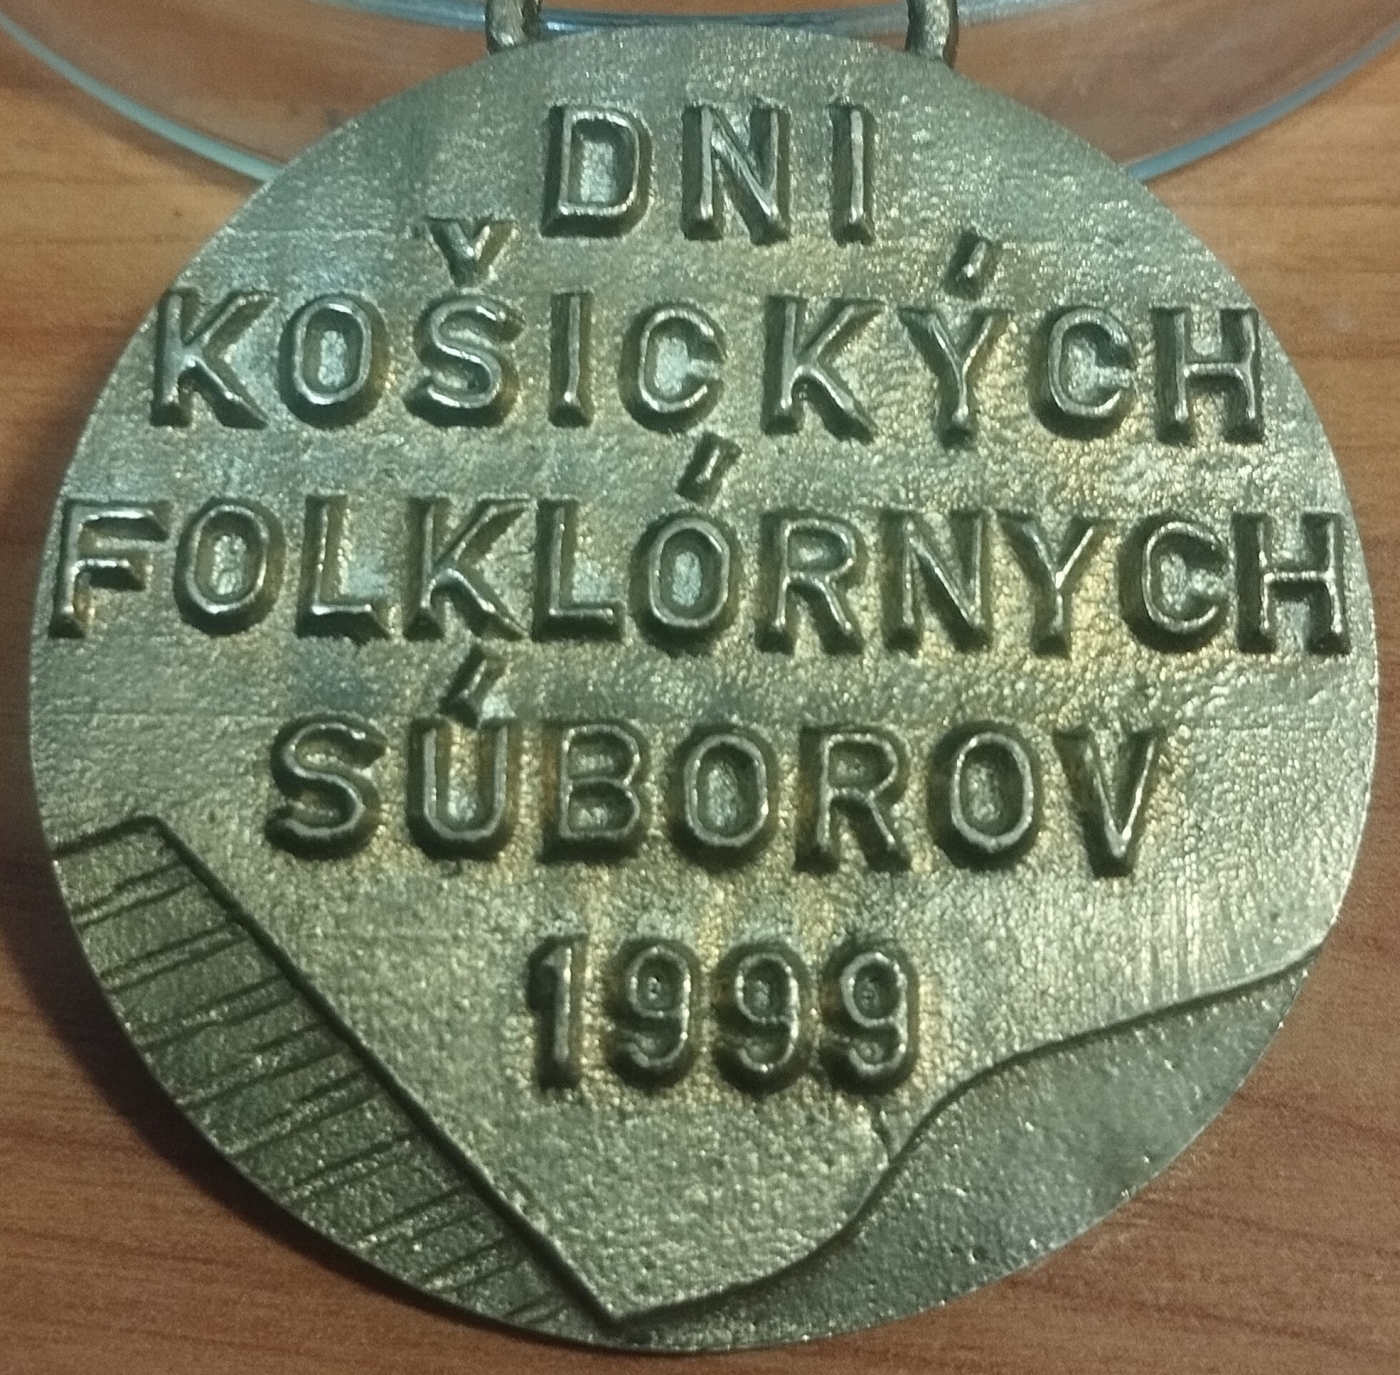 DNI
KOŠICKÝCH
FOLKLÓRNYCH
SÚBOROV
1999